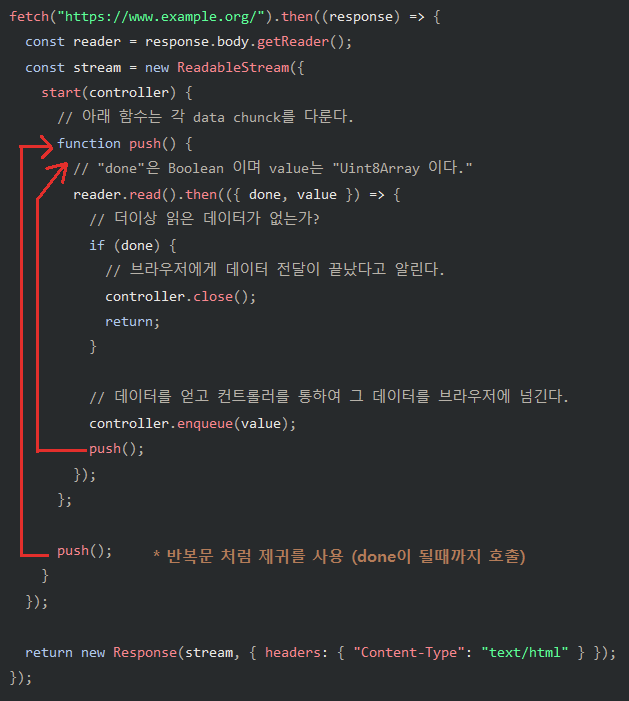 fetch("https://www.example.org/").then((response) => {
const reader = response.body.getReader();
const stream = new ReadableStream({
start(controller) {
// 아래 함수는 각 data chunck를 다룬다.
function push() {
// "done"은 Boolean 이며 value는 "Uint8Array 이다."
reader.read().then(({ done, value }) => {
// 더이상 읽은 데이터가 없는가?
if (done) {
// 브라우저에게 데이터 전달이 끝났다고 알린다.
controller.close();
return;
}
// 데이터를 얻고 컨트롤러를 통하여 그 데이터를 브라우저에 넘긴다.
controller.enqueue(value);
push();
});
};
push(); * 반복문 처럼 제귀를 사용 (done이 될때까지 호출)
}
});
return new Response(stream, { headers: { "Content-Type": "text/html" } });
});